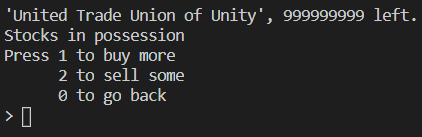 'United Trade Union of Unity', 999999999 left.
Stocks in possession
Press 1 to buy more
2 to sell some
0 to go back
>